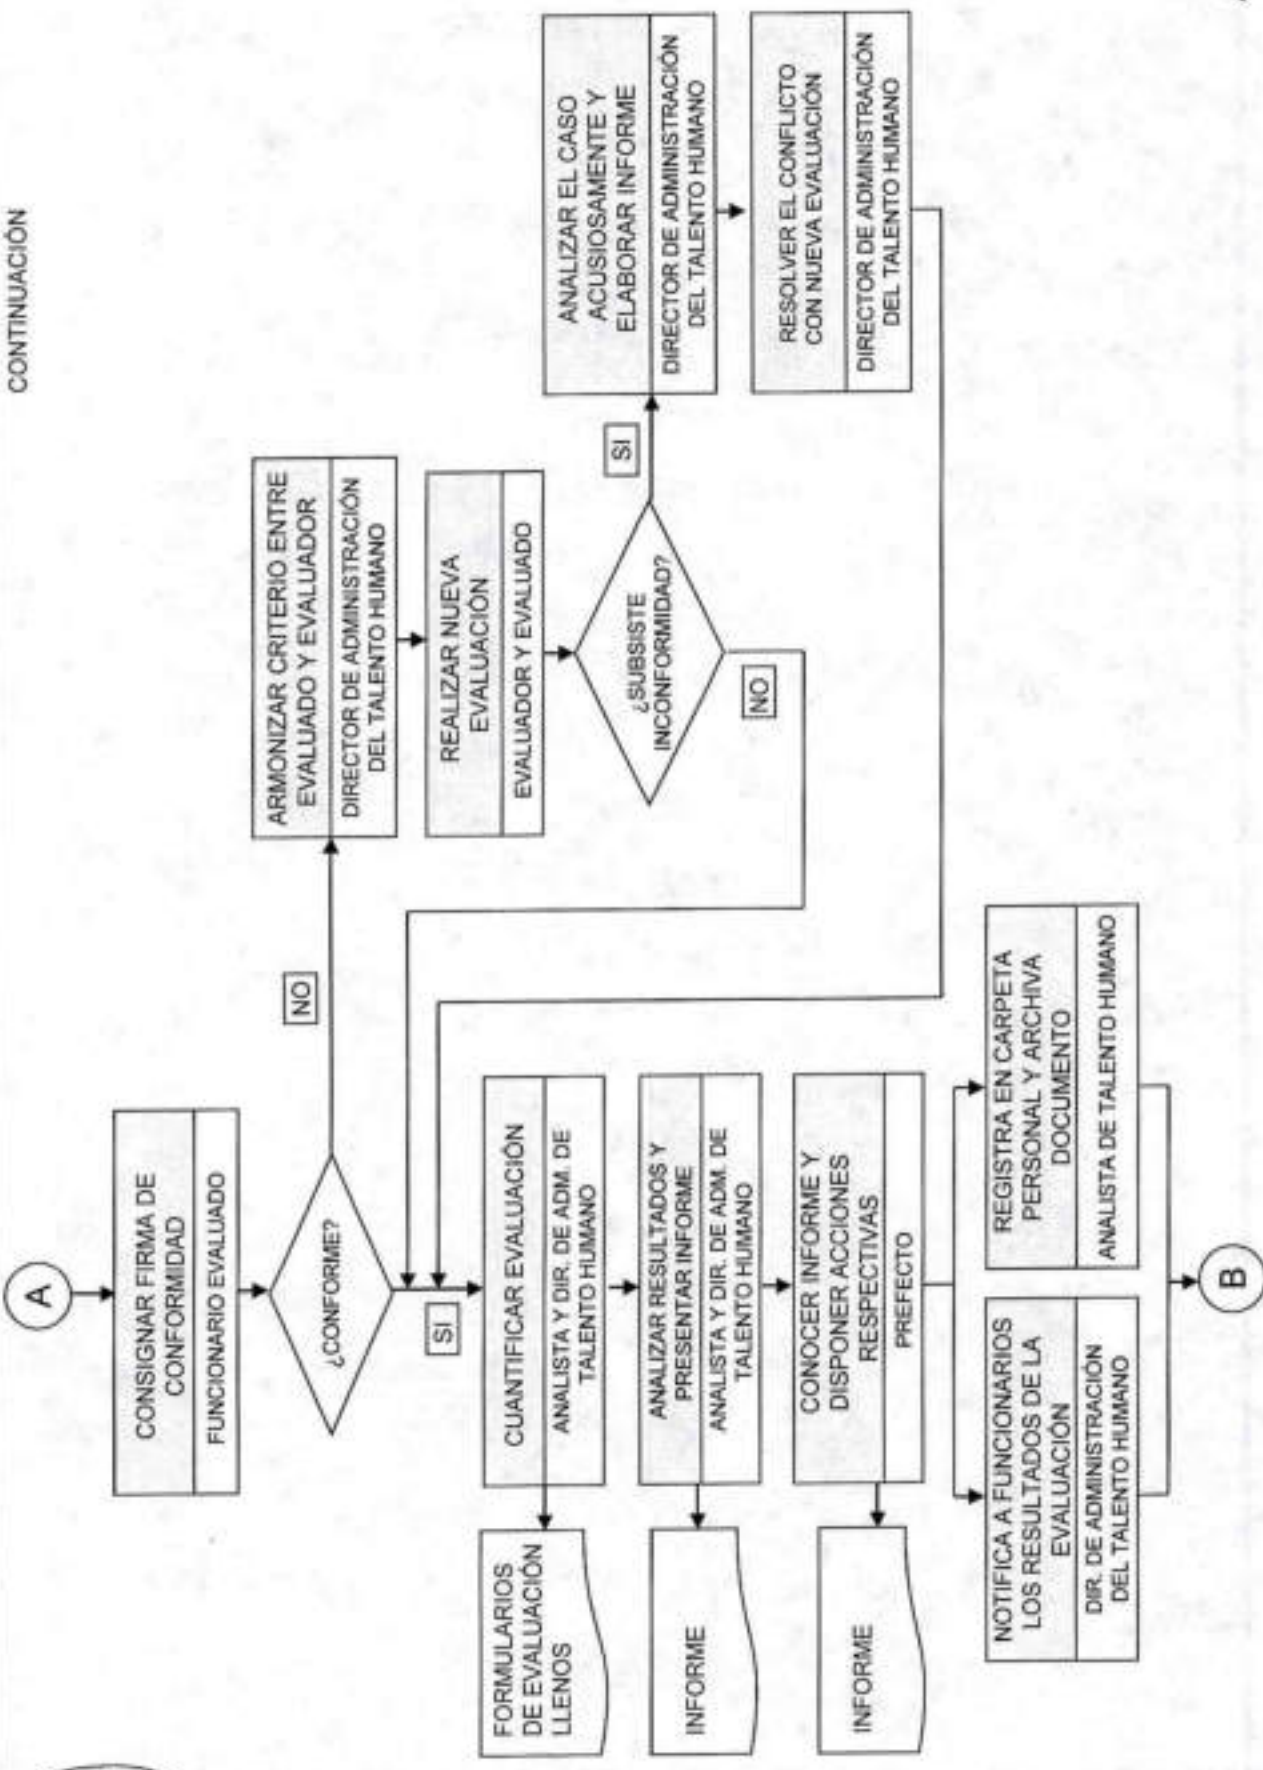 CONTINUACIÓN
A
CONSIGNAR FIRMA DE
CONFORMIDAD
FUNCIONARIO EVALUADO
¿CONFORME?
NO
SI
ARMONIZAR CRITERIO ENTRE
EVALUADO Y EVALUADOR
DIRECTOR DE ADMINISTRACIÓN
DEL TALENTO HUMANO
REALIZAR NUEVA
EVALUACIÓN
EVALUADOR Y EVALUADO
¿SUBSISTE
INCONFORMIDAD?
SI
NO
ANALIZAR EL CASO
ACUSIOSAMENTE Y
ELABORAR INFORME
DIRECTOR DE ADMINISTRACIÓN
DEL TALENTO HUMANO
RESOLVER EL CONFLICTO
CON NUEVA EVALUACIÓN
DIRECTOR DE ADMINISTRACIÓN
DEL TALENTO HUMANO
CUANTIFICAR EVALUACIÓN
ANALISTA Y DIR. DE ADM. DE
TALENTO HUMANO
FORMULARIOS
DE EVALUACIÓN
LLENOS
ANALIZAR RESULTADOS Y
PRESENTAR INFORME
ANALISTA Y DIR. DE ADM. DE
TALENTO HUMANO
INFORME
CONOCER INFORME Y
DISPONER ACCIONES
RESPECTIVAS
PREFECTO
INFORME
NOTIFICA A FUNCIONARIOS
LOS RESULTADOS DE LA
EVALUACIÓN
DIR. DE ADMINISTRACIÓN
DEL TALENTO HUMANO
REGISTRA EN CARPETA
PERSONAL Y ARCHIVA
DOCUMENTO
ANALISTA DE TALENTO HUMANO
B